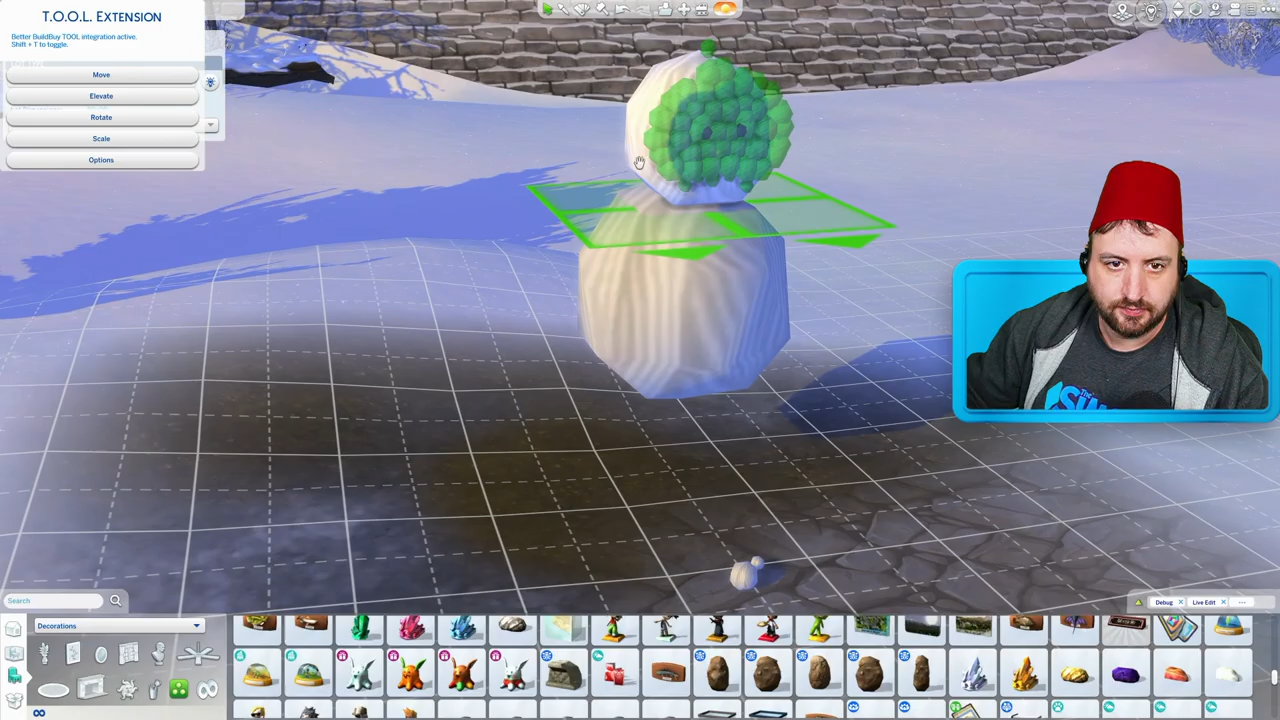 T.O.O.L. EXTENSION
Better BuildBuy TOOL integration active.
Shift + T to toggle.
Move
Elevate
Rotate
Scale
Options
Search
Debug
Live Edit
Decorations